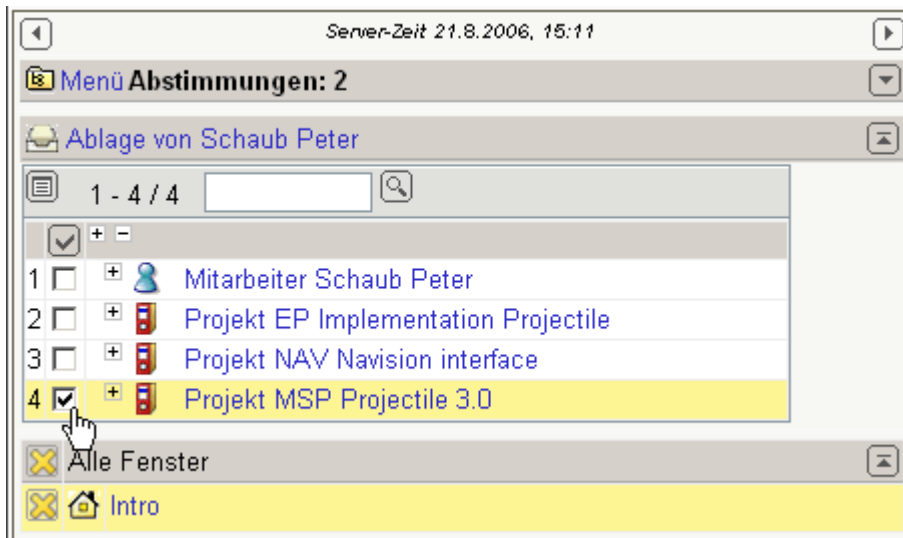 Server-Zeit 21.8.2006, 15:11
Menü Abstimmungen: 2
Ablage von Schaub Peter
1 - 4 / 4
1 Mitarbeiter Schaub Peter
2 Projekt EP Implementation Projectile
3 Projekt NAV Navision interface
4 Projekt MSP Projectile 3.0
Alle Fenster
Intro